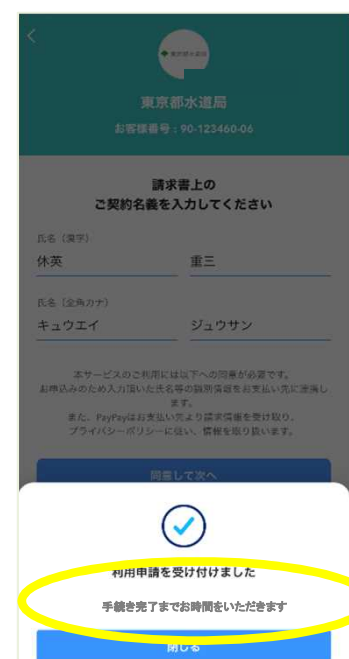 東京都水道局
お客様番号：90-123460-06
請求書上の
ご契約名義を入力してください
氏名（漢字）
休英 重三
氏名（全角カナ）
キュウエイ ジュウサン
本サービスのご利用には以下への同意が必要です。
お申込みのため入力頂いた氏名等の識別情報をお支払い先に連携し
ます。
また、PayPayはお支払い先より請求情報を受け取り、
プライバシーポリシーに従い、情報を取り扱います。
同意して次へ
利用申請を受け付けました
手続き完了までお時間をいただきます
閉じる